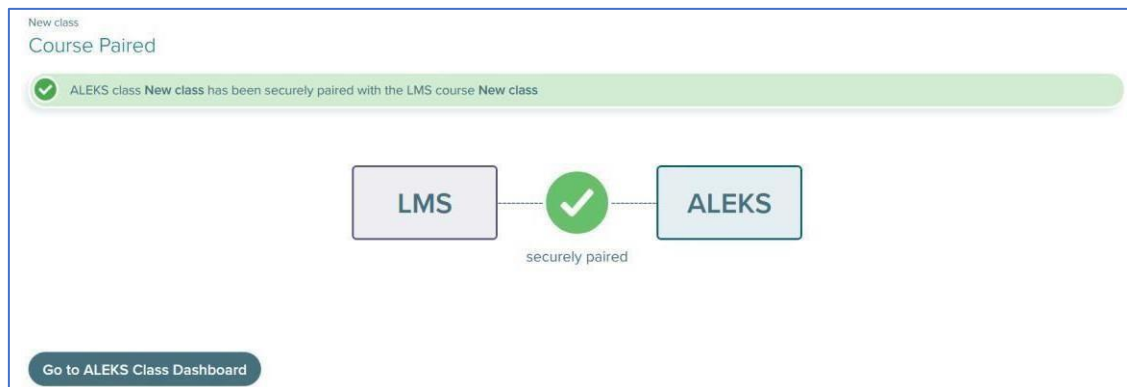 New class
Course Paired
ALEKS class New class has been securely paired with the LMS course New class
LMS
ALEKS
securely paired
Go to ALEKS Class Dashboard